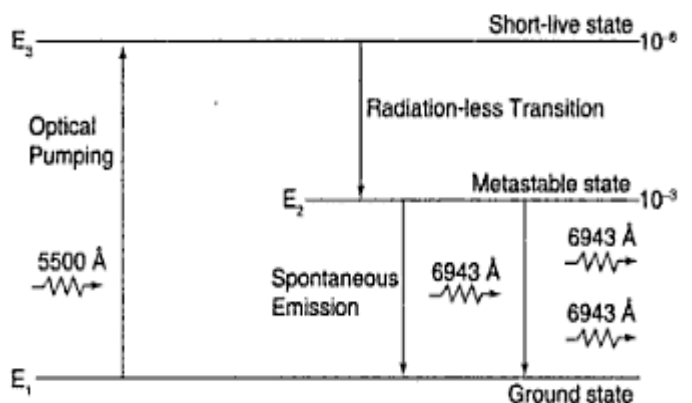 Short-live state
E3 10⁻⁶
Radiation-less Transition
Optical
Pumping
Metastable state
E2 10⁻³
5500 Å
6943 Å
6943 Å
Spontaneous
Emission
6943 Å
E1
Ground state